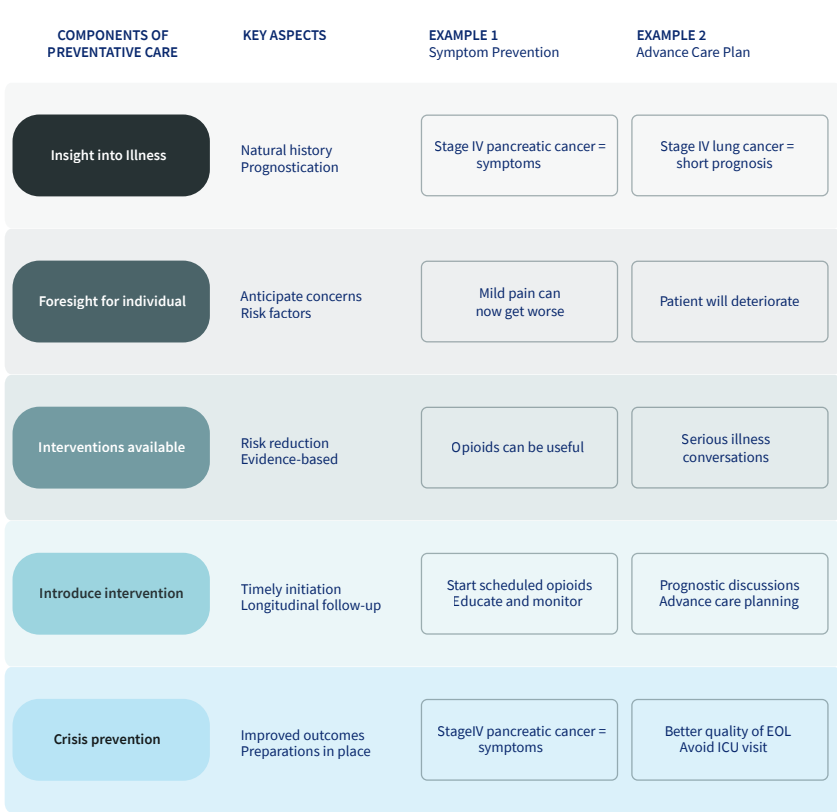 COMPONENTS OF
PREVENTATIVE CARE
KEY ASPECTS
EXAMPLE 1
Symptom Prevention
EXAMPLE 2
Advance Care Plan
Insight into Illness
Natural history
Prognostication
Stage IV pancreatic cancer =
symptoms
Stage IV lung cancer =
short prognosis
Foresight for individual
Anticipate concerns
Risk factors
Mild pain can
now get worse
Patient will deteriorate
Interventions available
Risk reduction
Evidence-based
Opioids can be useful
Serious illness
conversations
Introduce intervention
Timely initiation
Longitudinal follow-up
Start scheduled opioids
Educate and monitor
Prognostic discussions
Advance care planning
Crisis prevention
Improved outcomes
Preparations in place
StageIV pancreatic cancer =
symptoms
Better quality of EOL
Avoid ICU visit